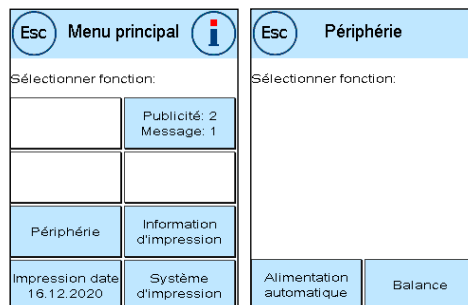 Esc Menu principal i
Sélectionner fonction:
Publicité: 2
Message: 1
Périphérie
Information
d'impression
Impression date
16.12.2020
Système
d'impression
Esc Périphérie
Sélectionner fonction:
Alimentation
automatique
Balance